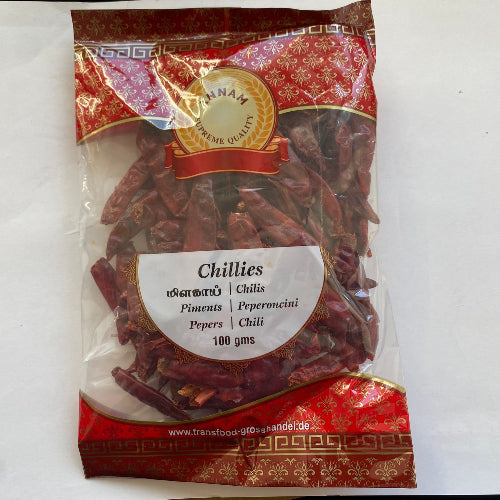 ANNAM
SUPREME QUALITY
Chillies
மிளகாய் | Chilis
Piments | Peperoncini
Pepers | Chili
100 gms
www.transfood-grosshandel.de